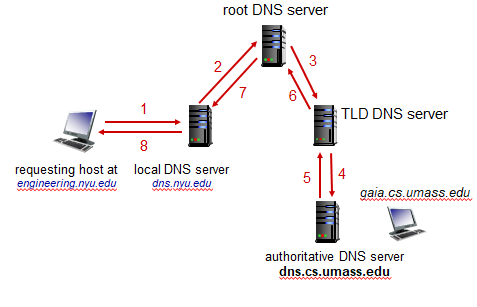 root DNS server
2
3
7
6
1
TLD DNS server
8
requesting host at
engineering.nyu.edu
local DNS server
dns.nyu.edu
5
4
gaia.cs.umass.edu
authoritative DNS server
dns.cs.umass.edu